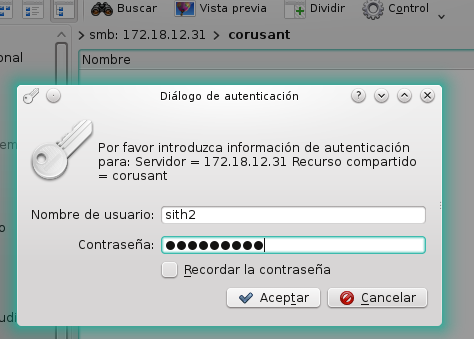 Buscar Vista previa Dividir Control
> smb: 172.18.12.31 > corusant
onal
Nombre
Diálogo de autenticación
Por favor introduzca información de autenticación
para: Servidor = 172.18.12.31 Recurso compartido
= corusant
Nombre de usuario: sith2
Contraseña: ●●●●●●●●●
Recordar la contraseña
Aceptar Cancelar